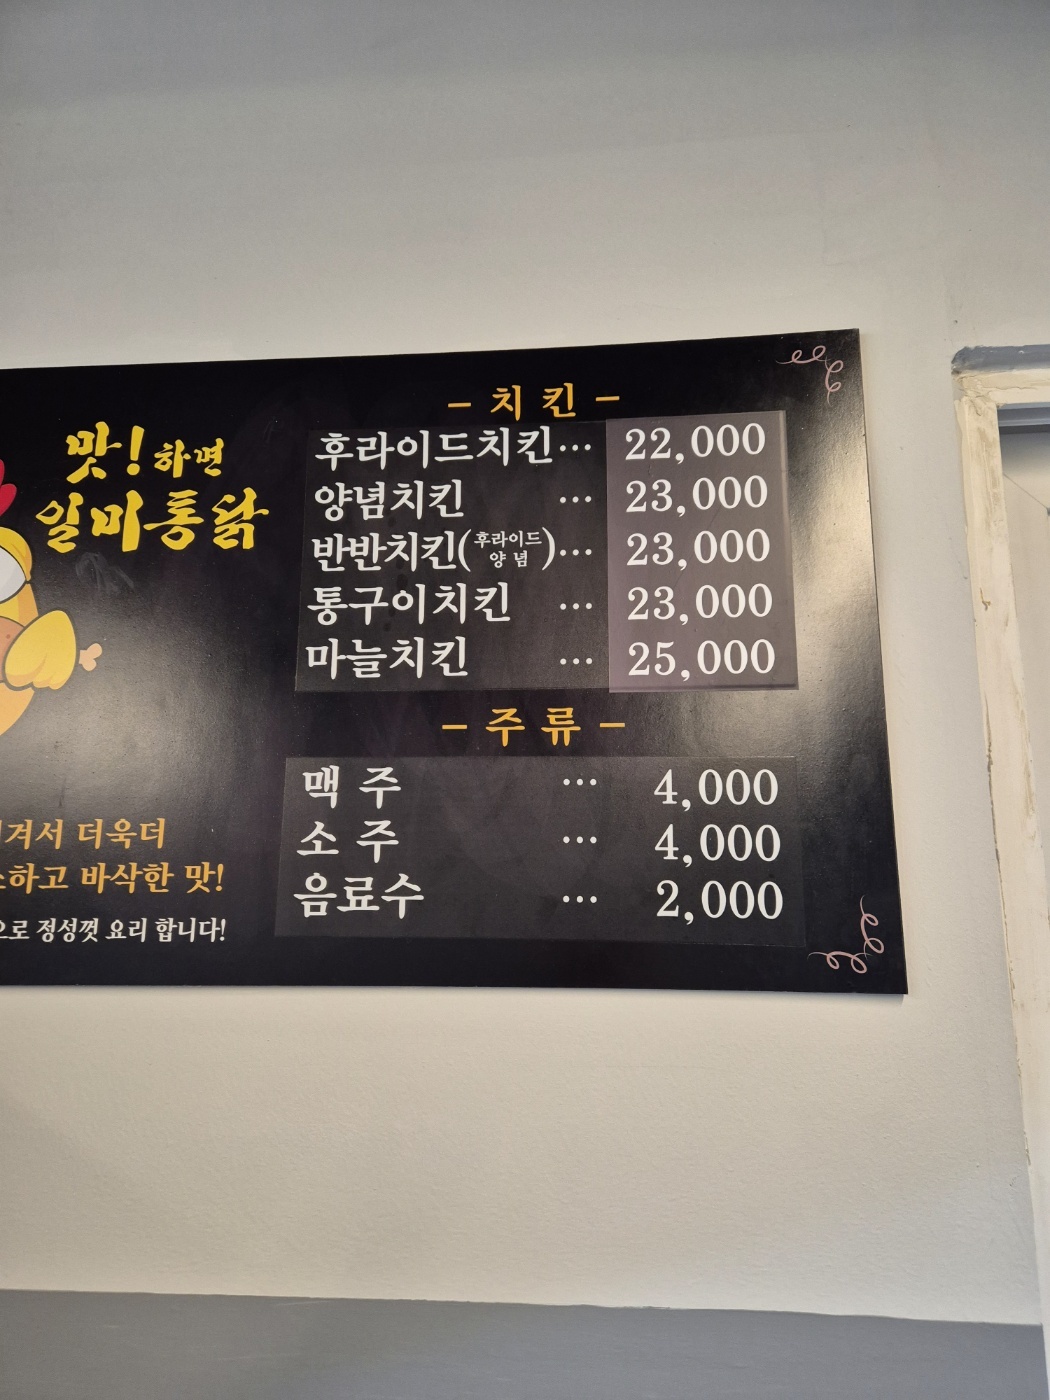 맛! 하면
일미통닭
겨서 더욱더
하고 바삭한 맛!
으로 정성껏 요리 합니다!
– 치 킨 –
후라이드치킨… 22,000
양념치킨 … 23,000
반반치킨(후라이드 양 념)… 23,000
통구이치킨 … 23,000
마늘치킨 … 25,000
– 주 류 –
맥 주 … 4,000
소 주 … 4,000
음료수 … 2,000